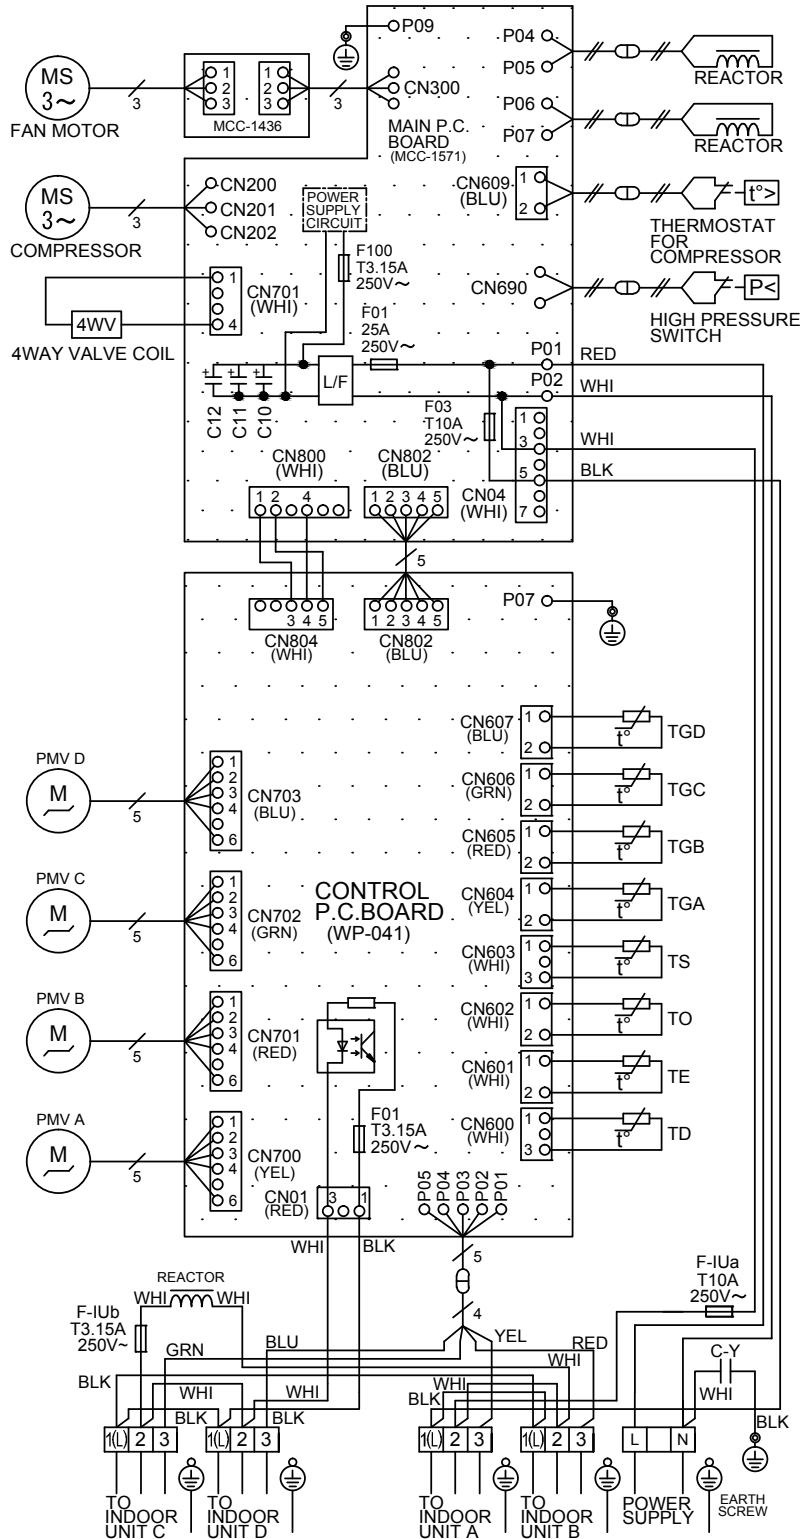 P09
P04
MS
3~
FAN MOTOR
3
1
2
3
1
2
3
MCC-1436
3
CN300
MAIN P.C.
BOARD
(MCC-1571)
P05
REACTOR
P06
P07
REACTOR
MS
3~
COMPRESSOR
3
CN200
CN201
CN202
POWER
SUPPLY
CIRCUIT
CN609
(BLU)
1
2
t°>
THERMOSTAT
FOR
COMPRESSOR
F100
T3.15A
250V~
CN701
(WHI)
1
4
4WV
4WAY VALVE COIL
CN690
P<
HIGH PRESSURE
SWITCH
F01
25A
250V~
P01
RED
P02
WHI
L/F
+
+
+
C12
C11
C10
F03
T10A
250V~
1
3
5
7
WHI
BLK
CN04
(WHI)
CN800
(WHI)
1 2 4
CN802
(BLU)
1 2 3 4 5
5
3 4 5
CN804
(WHI)
1 2 3 4 5
CN802
(BLU)
P07
CN607
(BLU)
1
2
t°
TGD
CN606
(GRN)
1
2
t°
TGC
CN605
(RED)
1
2
t°
TGB
CN604
(YEL)
1
2
t°
TGA
CN603
(WHI)
1
3
t°
TS
CN602
(WHI)
1
2
t°
TO
CN601
(WHI)
1
2
t°
TE
CN600
(WHI)
1
3
t°
TD
PMV D
M
5
1
2
3
4
6
CN703
(BLU)
PMV C
M
5
1
2
3
4
6
CN702
(GRN)
CONTROL
P.C.BOARD
(WP-041)
PMV B
M
5
1
2
3
4
6
CN701
(RED)
PMV A
M
5
1
2
3
4
6
CN700
(YEL)
F01
T3.15A
250V~
CN01
(RED)
3 1
P05
P04
P03
P02
P01
WHI
BLK
5
4
REACTOR
WHI
WHI
F-IUb
T3.15A
250V~
F-IUa
T10A
250V~
GRN
BLU
YEL
RED
WHI
C-Y
WHI
BLK
BLK
WHI
WHI
BLK
BLK
BLK
WHI
BLK
1(L) 2 3
1(L) 2 3
1(L) 2 3
1(L) 2 3
L N
TO
INDOOR
UNIT C
TO
INDOOR
UNIT D
TO
INDOOR
UNIT A
TO
INDOOR
UNIT B
POWER
SUPPLY
EARTH
SCREW